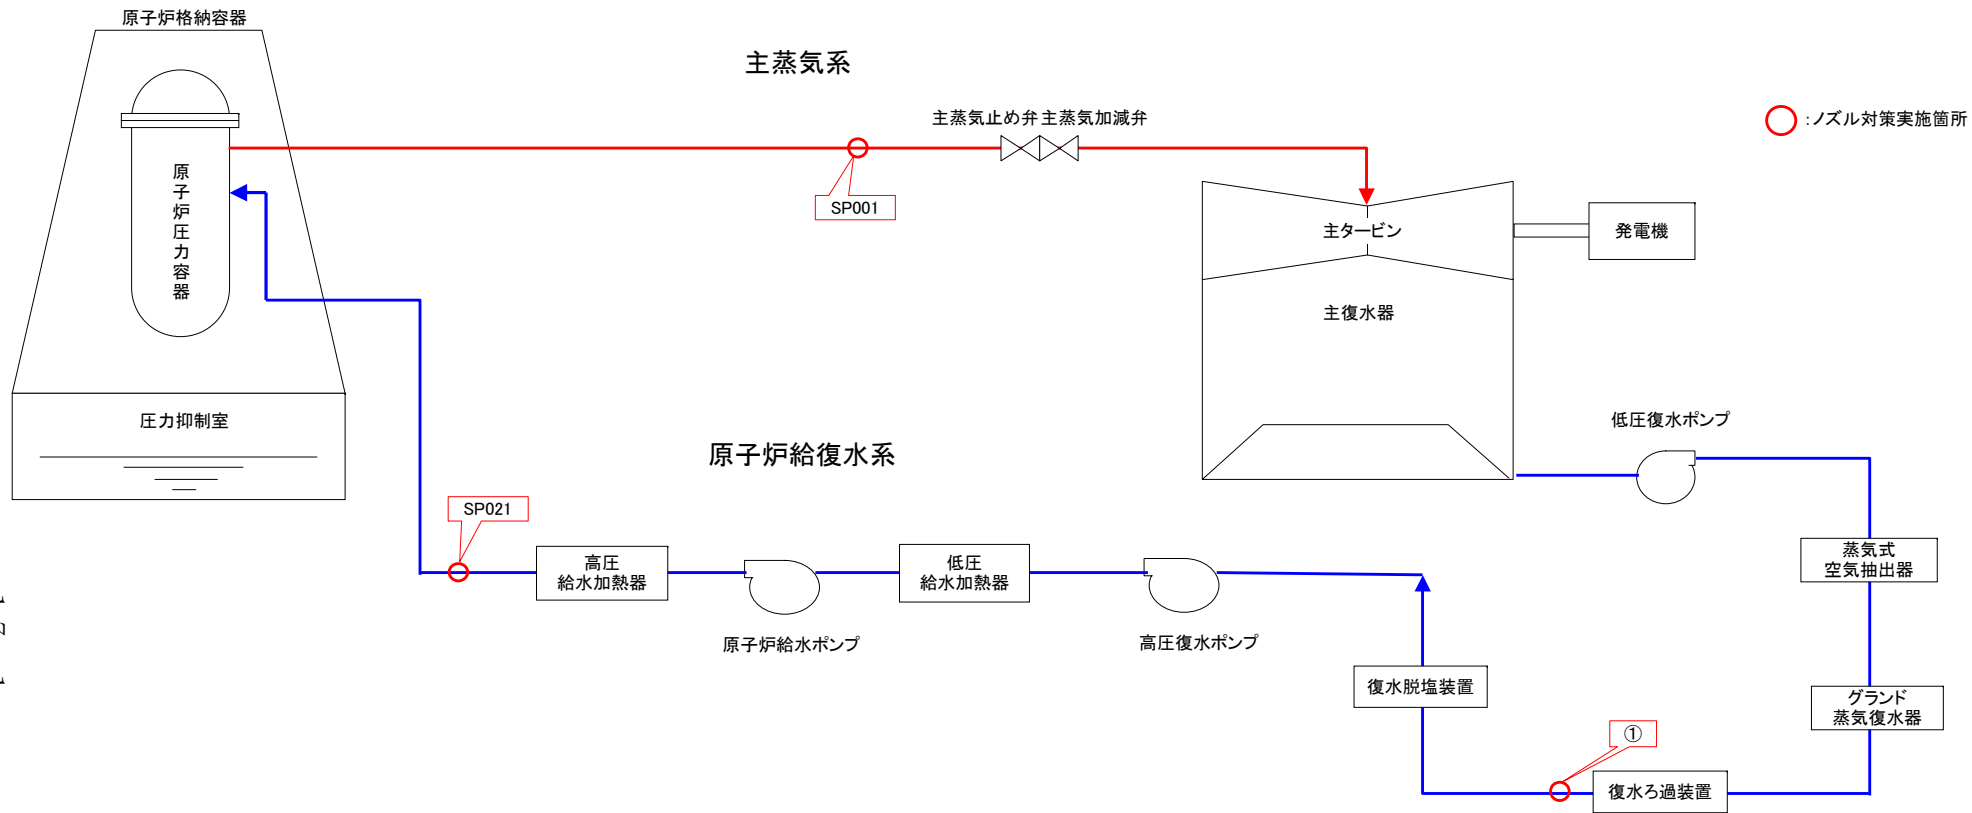 原子炉格納容器
主蒸気系
主蒸気止め弁
主蒸気加減弁
:ノズル対策実施箇所
原子炉圧力容器
SP001
主タービン
発電機
主復水器
圧力抑制室
原子炉給復水系
低圧復水ポンプ
SP021
高圧
給水加熱器
低圧
給水加熱器
蒸気式
空気抽出器
原子炉給水ポンプ
高圧復水ポンプ
復水脱塩装置
グランド
蒸気復水器
①
復水ろ過装置